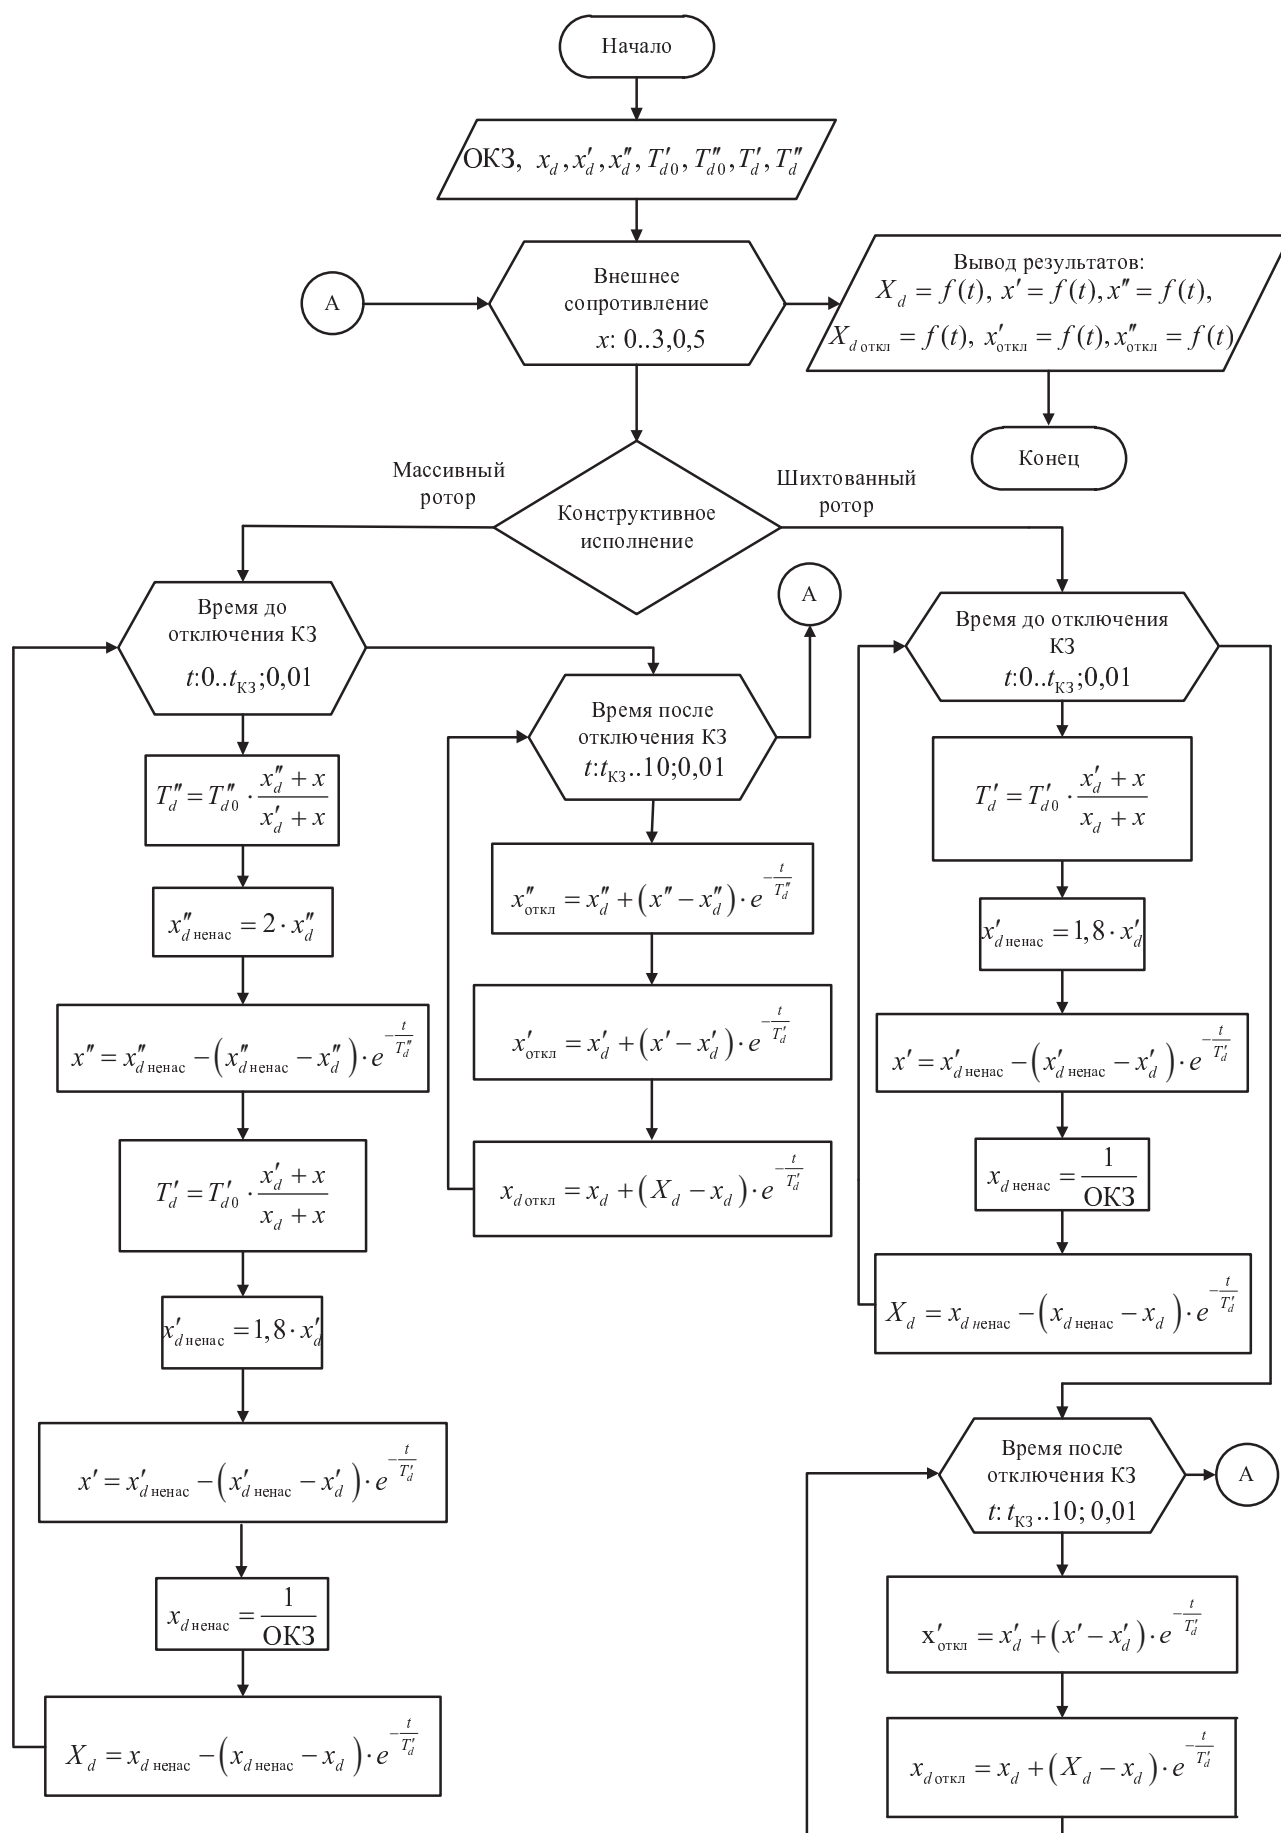 Начало
ОКЗ, x_d, x′_d, x″_d, T′_d0, T″_d0, T′_d, T″_d
А
Внешнее
сопротивление
x: 0..3,0,5
Вывод результатов:
X_d = f(t), x′ = f(t), x″ = f(t),
X_d откл = f(t), x′_откл = f(t), x″_откл = f(t)
Конец
Массивный
ротор
Конструктивное
исполнение
Шихтованный
ротор
Время до
отключения КЗ
t:0..t_КЗ;0,01
T″_d = T″_d0 · (x″_d + x)/(x′_d + x)
x″_d ненас = 2 · x″_d
x″ = x″_d ненас − (x″_d ненас − x″_d) · e^(−t/T″_d)
T′_d = T′_d0 · (x′_d + x)/(x_d + x)
x′_d ненас = 1,8 · x′_d
x′ = x′_d ненас − (x′_d ненас − x′_d) · e^(−t/T′_d)
x_d ненас = 1/ОКЗ
X_d = x_d ненас − (x_d ненас − x_d) · e^(−t/T′_d)
А
Время после
отключения КЗ
t:t_КЗ..10;0,01
x″_откл = x″_d + (x″ − x″_d) · e^(−t/T″_d)
x′_откл = x′_d + (x′ − x′_d) · e^(−t/T′_d)
x_d откл = x_d + (X_d − x_d) · e^(−t/T′_d)
Время до отключения
КЗ
t:0..t_КЗ;0,01
T′_d = T′_d0 · (x′_d + x)/(x_d + x)
x′_d ненас = 1,8 · x′_d
x′ = x′_d ненас − (x′_d ненас − x′_d) · e^(−t/T′_d)
x_d ненас = 1/ОКЗ
X_d = x_d ненас − (x_d ненас − x_d) · e^(−t/T′_d)
Время после
отключения КЗ
t: t_КЗ..10; 0,01
А
x′_откл = x′_d + (x′ − x′_d) · e^(−t/T′_d)
x_d откл = x_d + (X_d − x_d) · e^(−t/T′_d)